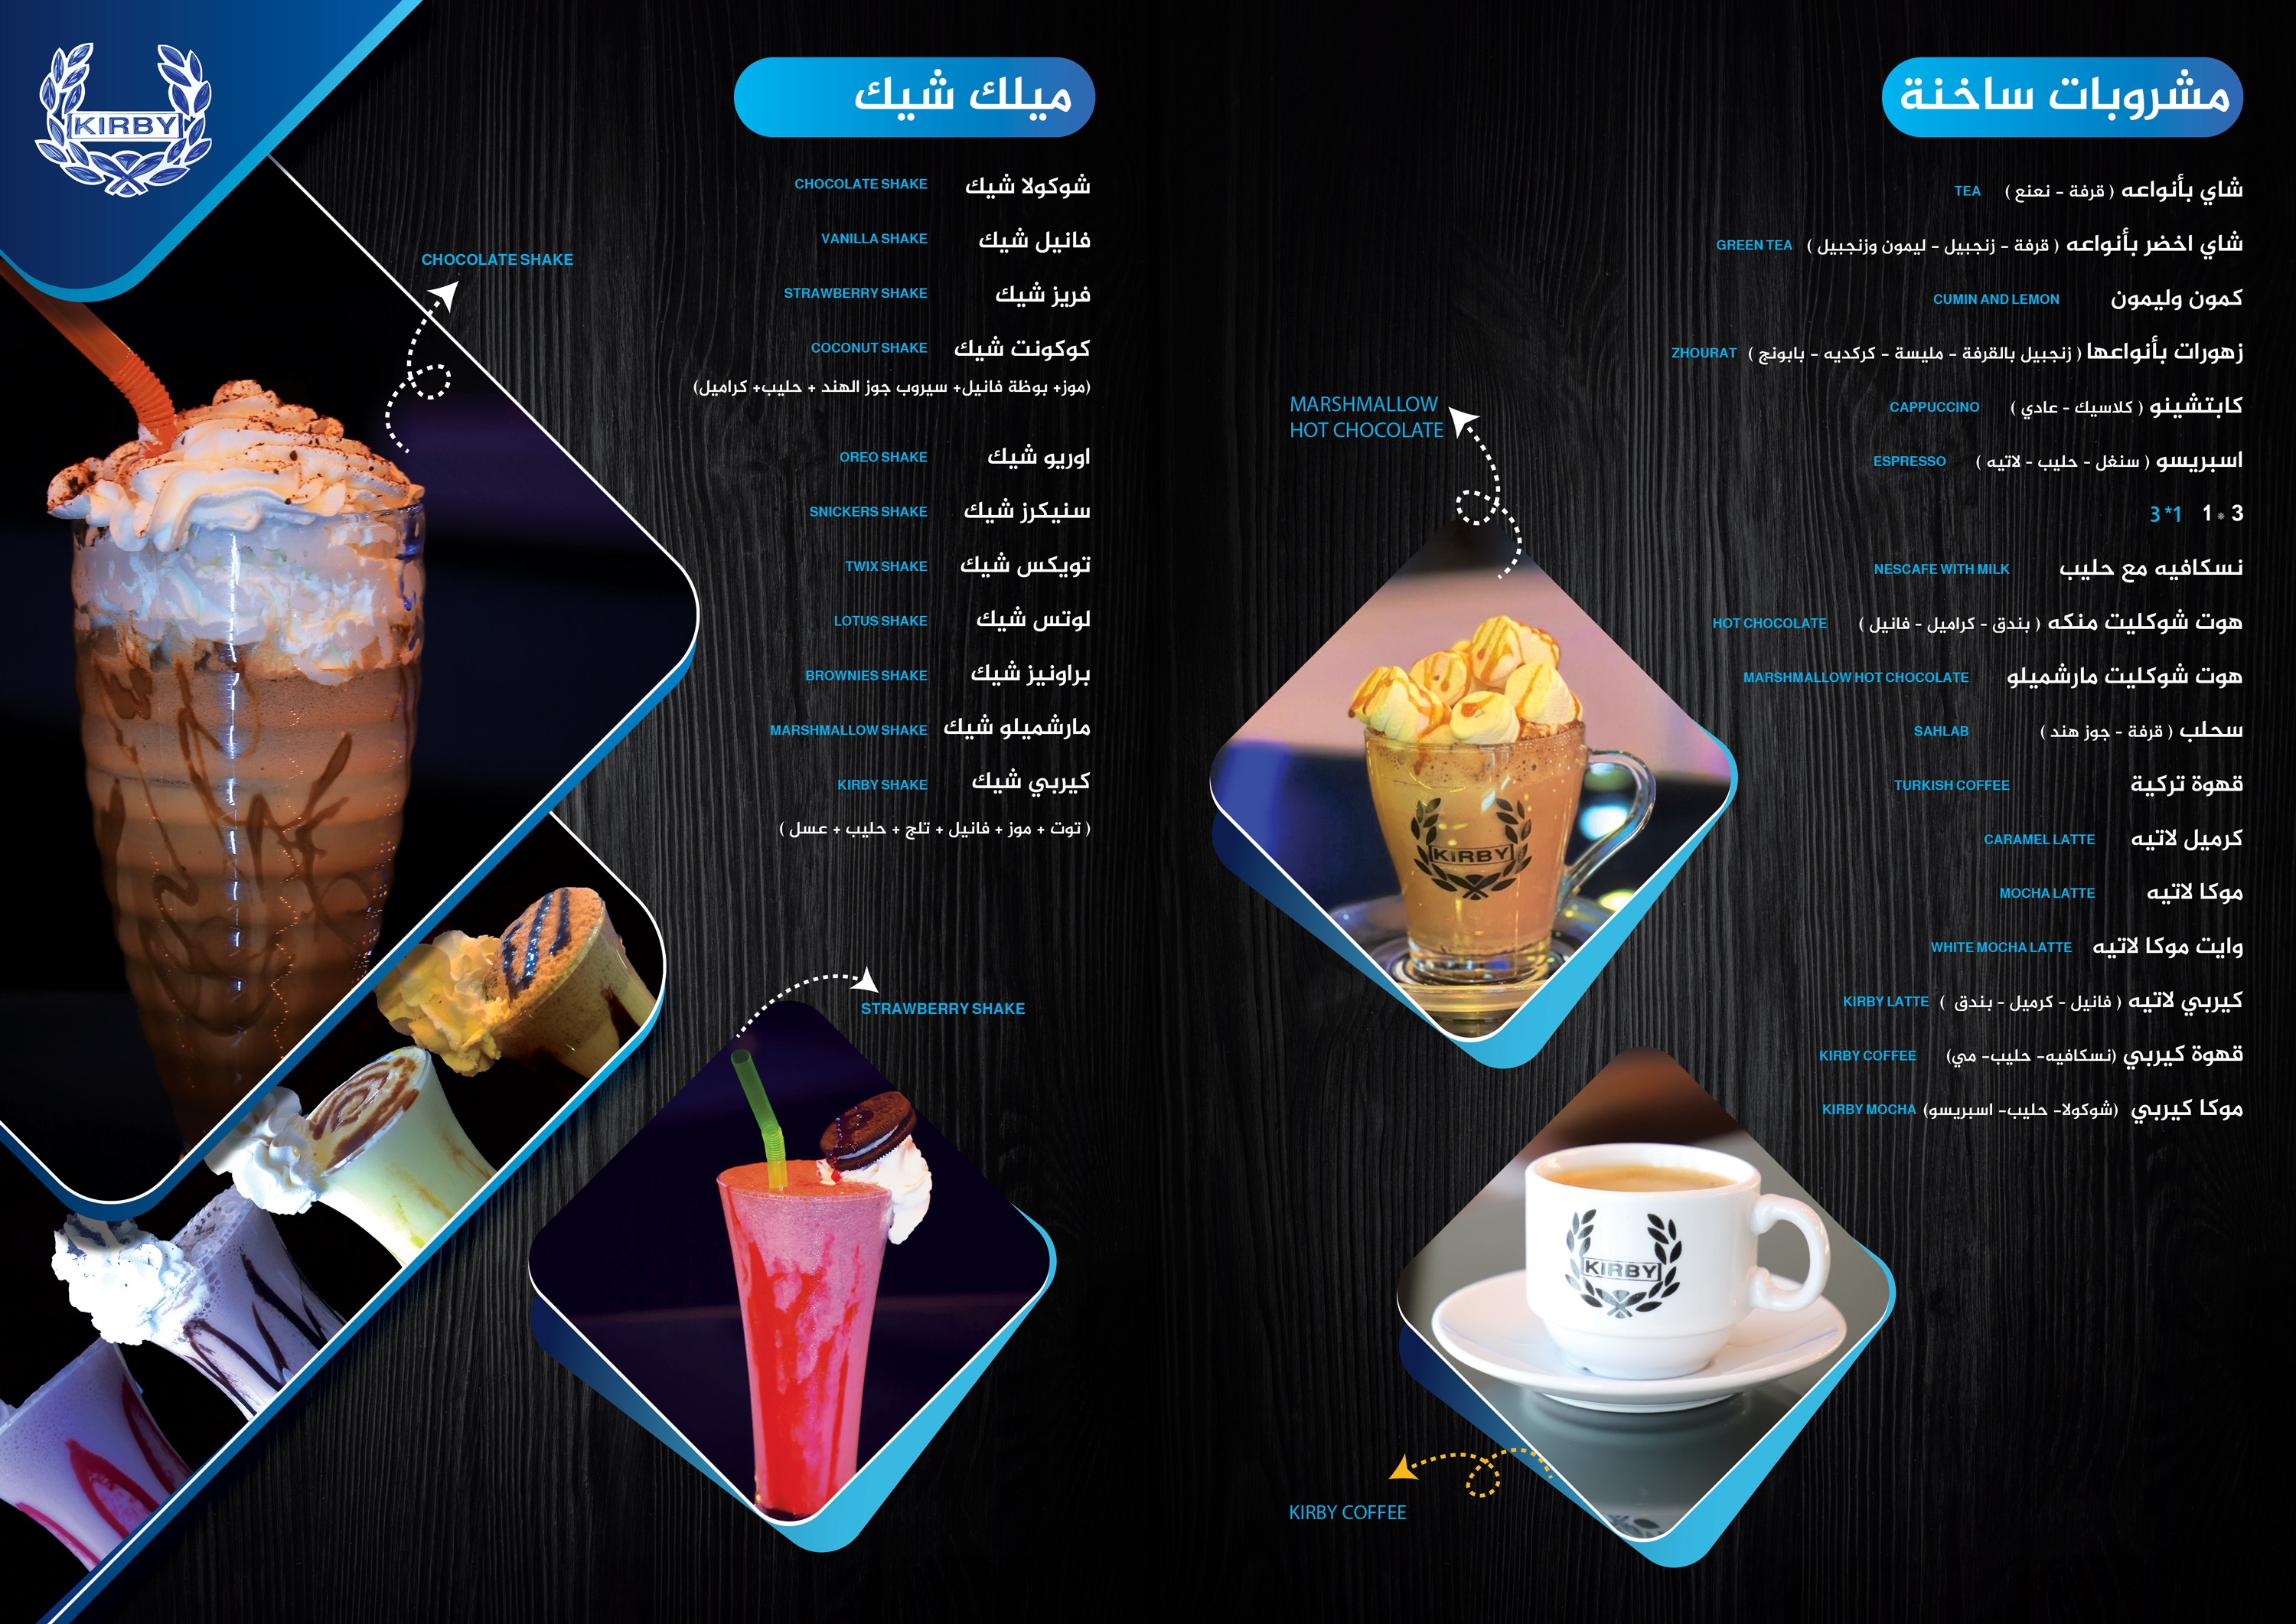 مشروبات ساخنة
شاي بأنواعه ( قرفة - نعنع ) TEA
شاي اخضر بأنواعه ( قرفة - زنجبيل - ليمون وزنجبيل ) GREEN TEA
كمون وليمون CUMIN AND LEMON
زهورات بأنواعها ( زنجبيل بالقرفة - مليسة - كركديه - بابونج ) ZHOURAT
كابتشينو ( كلاسيك - عادي ) CAPPUCCINO
اسبريسو ( سنغل - حليب - لاتيه ) ESPRESSO
3 * 1 3 *1
نسكافيه مع حليب NESCAFE WITH MILK
هوت شوكليت منكه ( بندق - كراميل - فانيل ) HOT CHOCOLATE
هوت شوكليت مارشميلو MARSHMALLOW HOT CHOCOLATE
سحلب ( قرفة - جوز هند ) SAHLAB
قهوة تركية TURKISH COFFEE
كرميل لاتيه CARAMEL LATTE
موكا لاتيه MOCHA LATTE
وايت موكا لاتيه WHITE MOCHA LATTE
كيربي لاتيه ( فانيل - كرميل - بندق ) KIRBY LATTE
قهوة كيربي (نسكافيه- حليب- مي) KIRBY COFFEE
موكا كيربي (شوكولا- حليب- اسبريسو) KIRBY MOCHA
MARSHMALLOW
HOT CHOCOLATE
KIRBY
KIRBY
KIRBY COFFEE
ميلك شيك
شوكولا شيك CHOCOLATE SHAKE
فانيل شيك VANILLA SHAKE
فريز شيك STRAWBERRY SHAKE
كوكونت شيك COCONUT SHAKE
(موز+ بوظة فانيل+ سيروب جوز الهند + حليب+ كراميل)
اوريو شيك OREO SHAKE
سنيكرز شيك SNICKERS SHAKE
تويكس شيك TWIX SHAKE
لوتس شيك LOTUS SHAKE
براونيز شيك BROWNIES SHAKE
مارشميلو شيك MARSHMALLOW SHAKE
كيربي شيك KIRBY SHAKE
( توت + موز + فانيل + تلج + حليب + عسل )
KIRBY
CHOCOLATE SHAKE
STRAWBERRY SHAKE